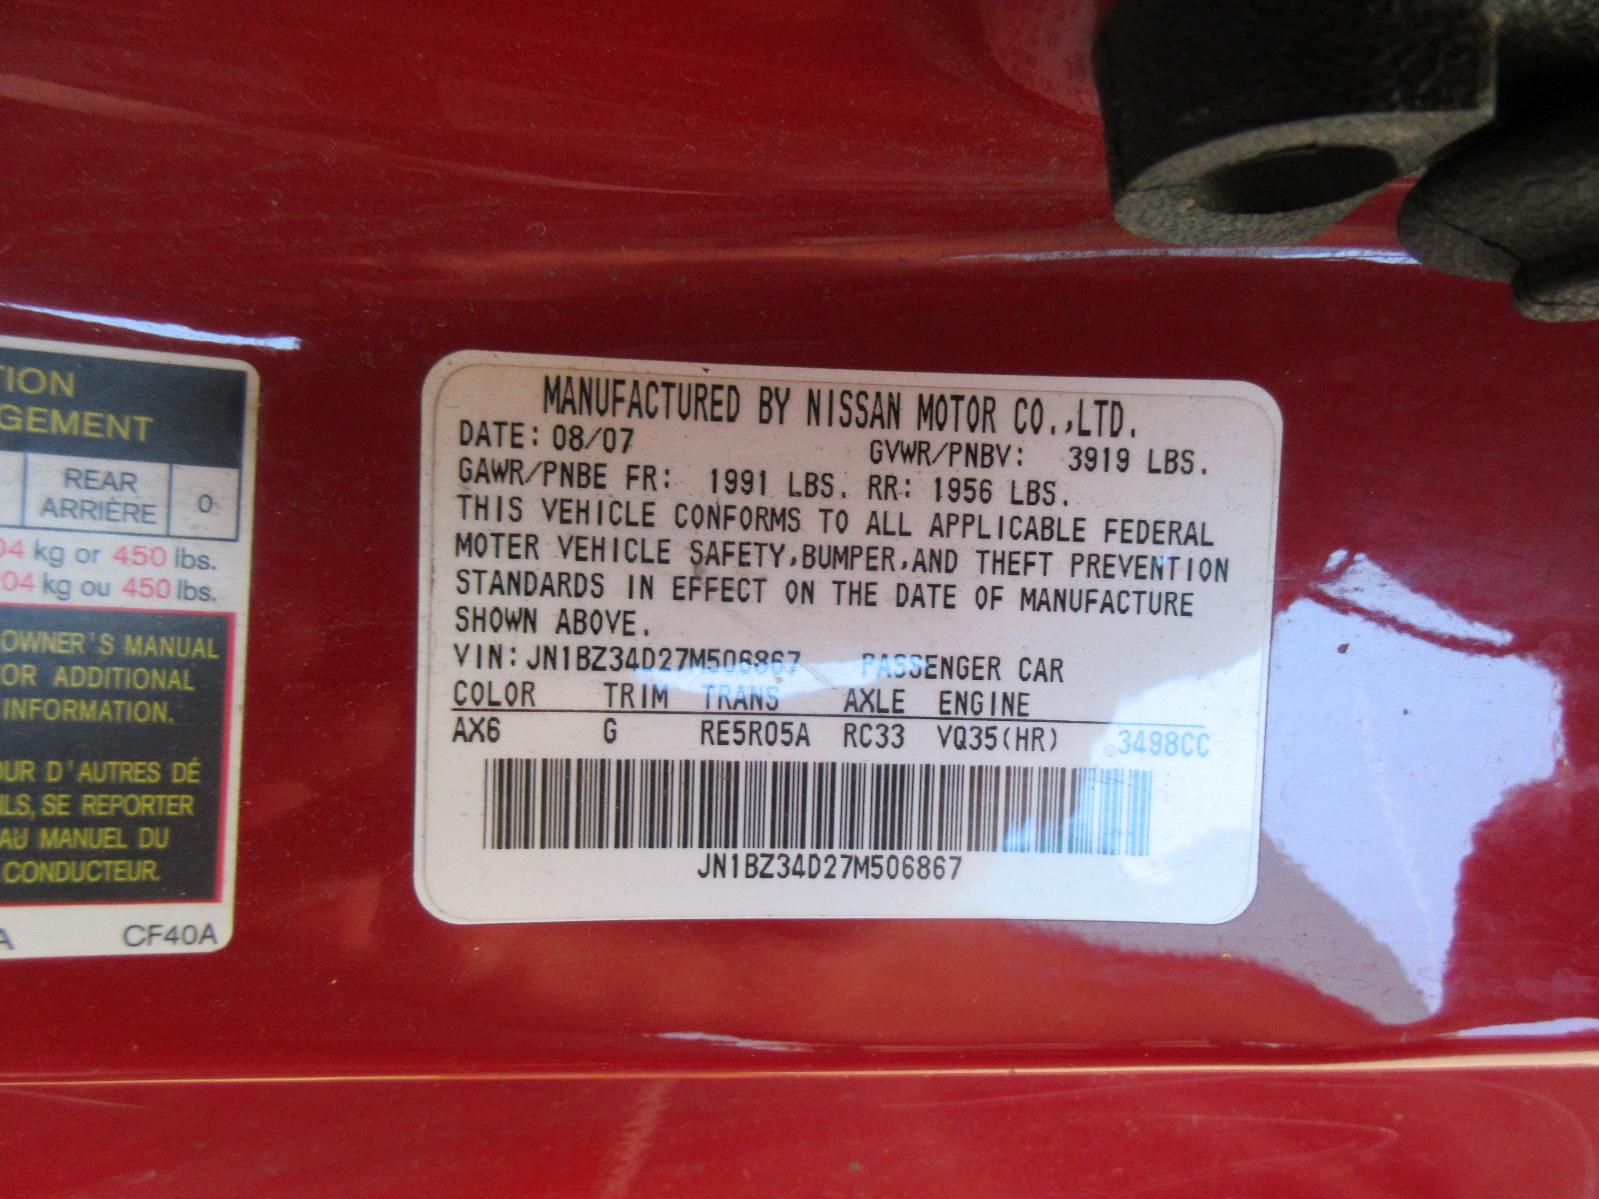 TION
GEMENT
REAR
ARRIÈRE
0
04 kg or 450 lbs.
204 kg ou 450 lbs.
OWNER'S MANUAL
OR ADDITIONAL
INFORMATION.
OUR D'AUTRES DÉ
ILS, SE REPORTER
AU MANUEL DU
CONDUCTEUR.
A CF40A
MANUFACTURED BY NISSAN MOTOR CO.,LTD.
DATE: 08/07 GVWR/PNBV: 3919 LBS.
GAWR/PNBE FR: 1991 LBS. RR: 1956 LBS.
THIS VEHICLE CONFORMS TO ALL APPLICABLE FEDERAL
MOTER VEHICLE SAFETY,BUMPER,AND THEFT PREVENTION
STANDARDS IN EFFECT ON THE DATE OF MANUFACTURE
SHOWN ABOVE.
VIN: JN1BZ34D27M506867 PASSENGER CAR
COLOR TRIM TRANS AXLE ENGINE
AX6 G RE5R05A RC33 VQ35(HR) 3498CC
JN1BZ34D27M506867